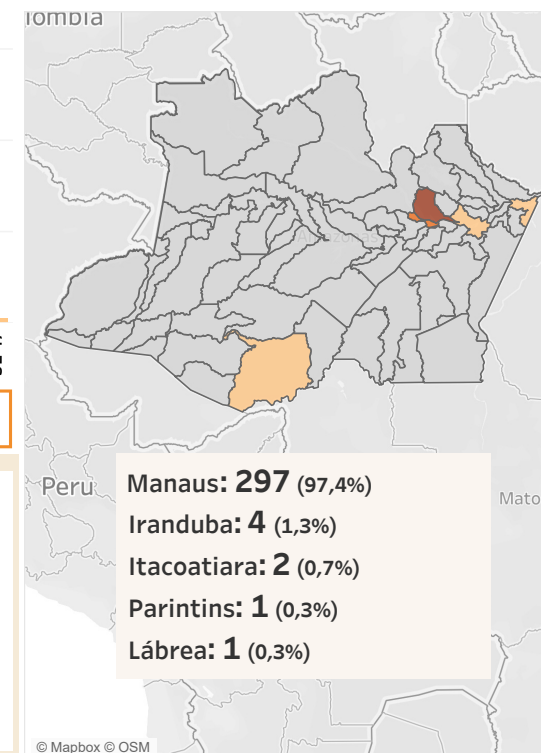 lombia
Amazonas
Peru
Mato
Manaus: 297 (97,4%)
Iranduba: 4 (1,3%)
Itacoatiara: 2 (0,7%)
Parintins: 1 (0,3%)
Lábrea: 1 (0,3%)
© Mapbox © OSM